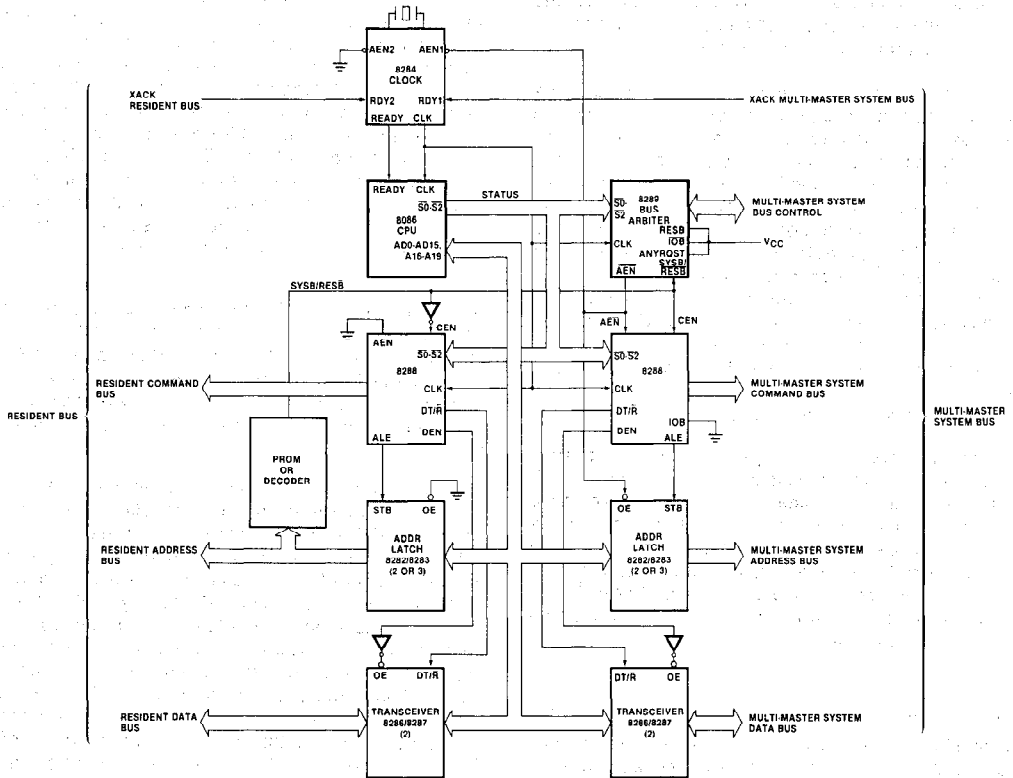 AEN2 AEN1
8284
CLOCK
XACK
RESIDENT BUS
RDY2 RDY1
XACK MULTI-MASTER SYSTEM BUS
READY CLK
READY CLK
S0-S2
8086
CPU
AD0-AD15,
A16-A19
STATUS
S0-
S2
8289
BUS
ARBITER
RESB
IOB
ANYRQST
SYSB/
RESB
CLK
AEN
MULTI-MASTER SYSTEM
BUS CONTROL
VCC
SYSB/RESB
CEN
AEN
CEN
AEN
S0-S2
8288
CLK
DT/R
DEN
ALE
S0-S2
8288
CLK
DT/R
DEN
IOB
ALE
RESIDENT COMMAND
BUS
MULTI-MASTER SYSTEM
COMMAND BUS
RESIDENT BUS
MULTI-MASTER
SYSTEM BUS
PROM
OR
DECODER
STB OE
ADDR
LATCH
8282/8283
(2 OR 3)
OE STB
ADDR
LATCH
8282/8283
(2 OR 3)
RESIDENT ADDRESS
BUS
MULTI-MASTER SYSTEM
ADDRESS BUS
OE DT/R
TRANSCEIVER
8286/8287
(2)
DT/R OE
TRANSCEIVER
8286/8287
(2)
RESIDENT DATA
BUS
MULTI-MASTER SYSTEM
DATA BUS